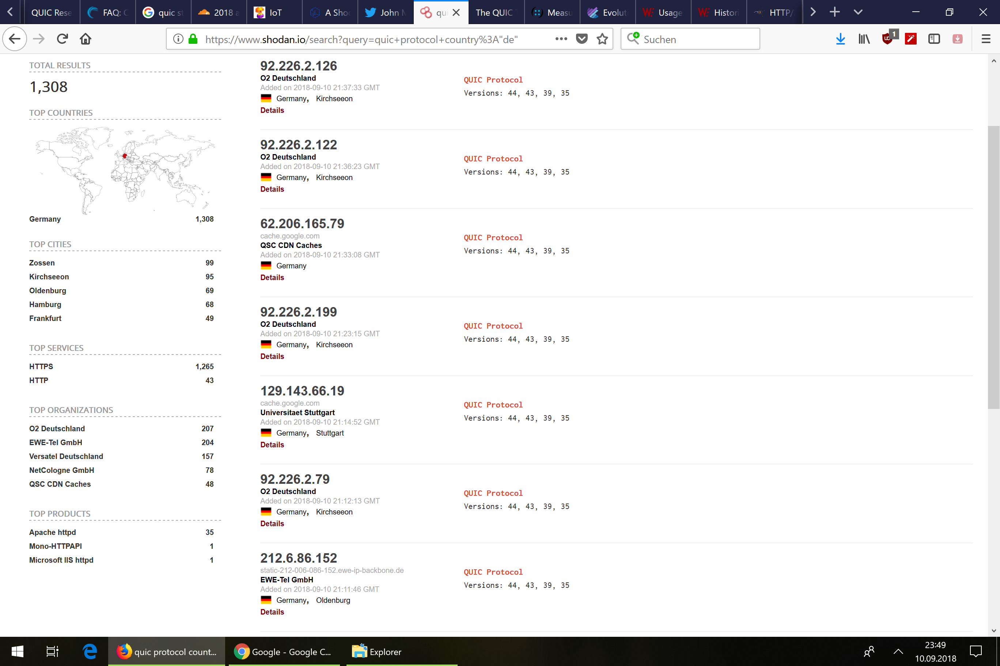 QUIC Rese
FAQ: C
quic st
2018 a
IoT
A Sho
John M
qui
The QUIC
Measu
Evoluti
Usage
Histori
HTTP/
https://www.shodan.io/search?query=quic+protocol+country%3A"de"
Suchen
1
TOTAL RESULTS
1,308
TOP COUNTRIES
Germany 1,308
TOP CITIES
Zossen 99
Kirchseeon 95
Oldenburg 69
Hamburg 68
Frankfurt 49
TOP SERVICES
HTTPS 1,265
HTTP 43
TOP ORGANIZATIONS
O2 Deutschland 207
EWE-Tel GmbH 204
Versatel Deutschland 157
NetCologne GmbH 78
QSC CDN Caches 48
TOP PRODUCTS
Apache httpd 35
Mono-HTTPAPI 1
Microsoft IIS httpd 1
92.226.2.126
O2 Deutschland
Added on 2018-09-10 21:37:33 GMT
Germany, Kirchseeon
Details
QUIC Protocol
Versions: 44, 43, 39, 35
92.226.2.122
O2 Deutschland
Added on 2018-09-10 21:36:23 GMT
Germany, Kirchseeon
Details
QUIC Protocol
Versions: 44, 43, 39, 35
62.206.165.79
cache.google.com
QSC CDN Caches
Added on 2018-09-10 21:33:08 GMT
Germany
Details
QUIC Protocol
Versions: 44, 43, 39, 35
92.226.2.199
O2 Deutschland
Added on 2018-09-10 21:23:15 GMT
Germany, Kirchseeon
Details
QUIC Protocol
Versions: 44, 43, 39, 35
129.143.66.19
cache.google.com
Universitaet Stuttgart
Added on 2018-09-10 21:14:52 GMT
Germany, Stuttgart
Details
QUIC Protocol
Versions: 44, 43, 39, 35
92.226.2.79
O2 Deutschland
Added on 2018-09-10 21:12:13 GMT
Germany, Kirchseeon
Details
QUIC Protocol
Versions: 44, 43, 39, 35
212.6.86.152
static-212-006-086-152.ewe-ip-backbone.de
EWE-Tel GmbH
Added on 2018-09-10 21:11:46 GMT
Germany, Oldenburg
Details
QUIC Protocol
Versions: 44, 43, 39, 35
quic protocol count...
Google - Google C...
Explorer
23:49
10.09.2018